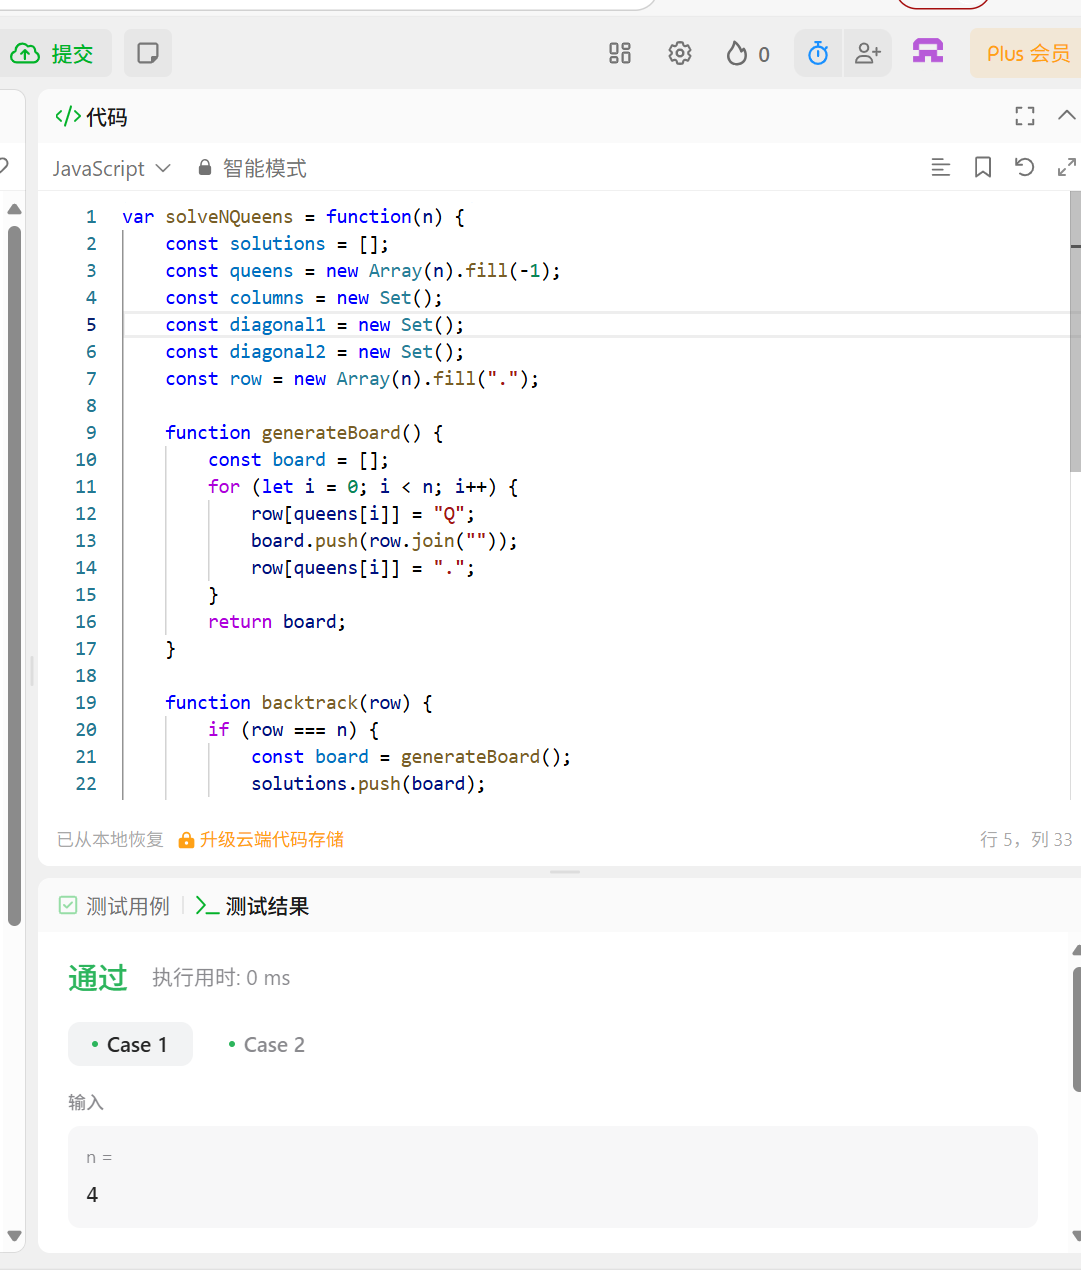 提交
0
Plus 会员
</> 代码
JavaScript 智能模式
1 var solveNQueens = function(n) {
2     const solutions = [];
3     const queens = new Array(n).fill(-1);
4     const columns = new Set();
5     const diagonal1 = new Set();
6     const diagonal2 = new Set();
7     const row = new Array(n).fill(".");
8
9     function generateBoard() {
10         const board = [];
11         for (let i = 0; i < n; i++) {
12             row[queens[i]] = "Q";
13             board.push(row.join(""));
14             row[queens[i]] = ".";
15         }
16         return board;
17     }
18
19     function backtrack(row) {
20         if (row === n) {
21             const board = generateBoard();
22             solutions.push(board);
已从本地恢复 升级云端代码存储 行 5，列 33
测试用例 | >_ 测试结果
通过 执行用时: 0 ms
• Case 1 • Case 2
输入
n =
4